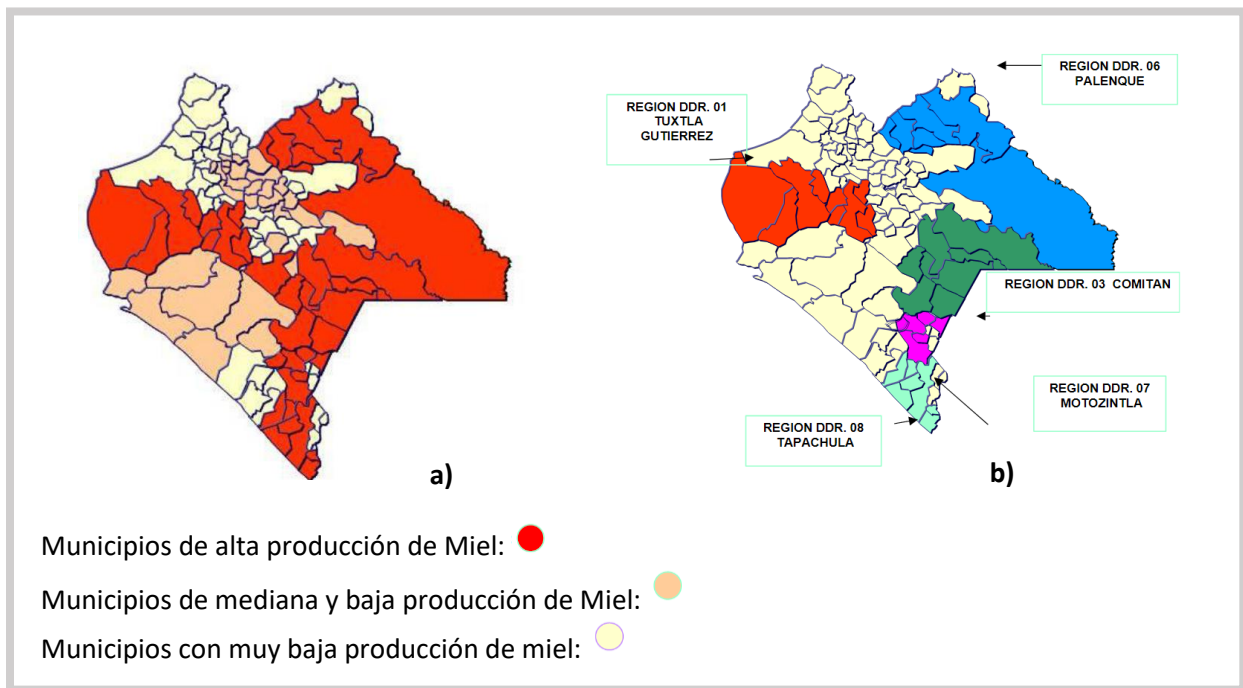 REGION DDR. 06
PALENQUE
REGION DDR. 01
TUXTLA
GUTIERREZ
REGION DDR. 03 COMITAN
REGION DDR. 07
MOTOZINTLA
REGION DDR. 08
TAPACHULA
a)
b)
Municipios de alta producción de Miel:
Municipios de mediana y baja producción de Miel:
Municipios con muy baja producción de miel: